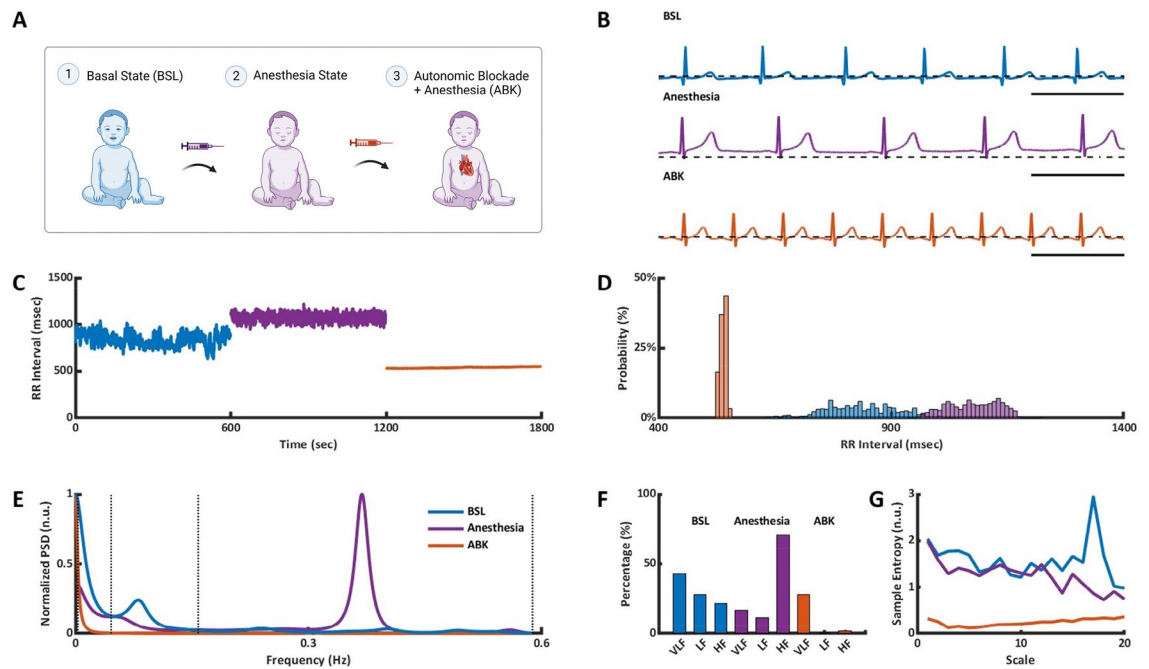 A
1 Basal State (BSL)
2 Anesthesia State
3 Autonomic Blockade
+ Anesthesia (ABK)
B
BSL
Anesthesia
ABK
C
RR Interval (msec)
1500
1000
500
0
0 600 1200 1800
Time (sec)
D
Probability (%)
50%
25%
0%
400 900 1400
RR Interval (msec)
E
Normalized PSD (n.u.)
1
0.5
0
0 0.3 0.6
Frequency (Hz)
BSL
Anesthesia
ABK
F
Percentage (%)
100
50
0
BSL Anesthesia ABK
VLF LF HF VLF LF HF VLF LF HF
G
Sample Entropy (n.u.)
3
2
1
0
0 10 20
Scale